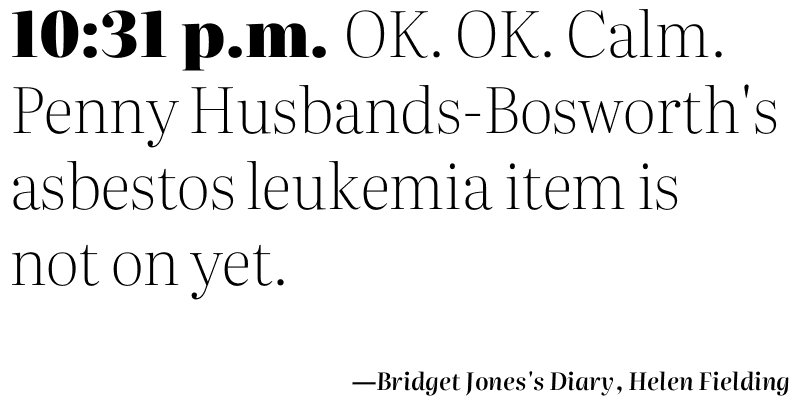 10:31 p.m. OK. OK. Calm.
Penny Husbands-Bosworth's
asbestos leukemia item is
not on yet.
—Bridget Jones's Diary, Helen Fielding